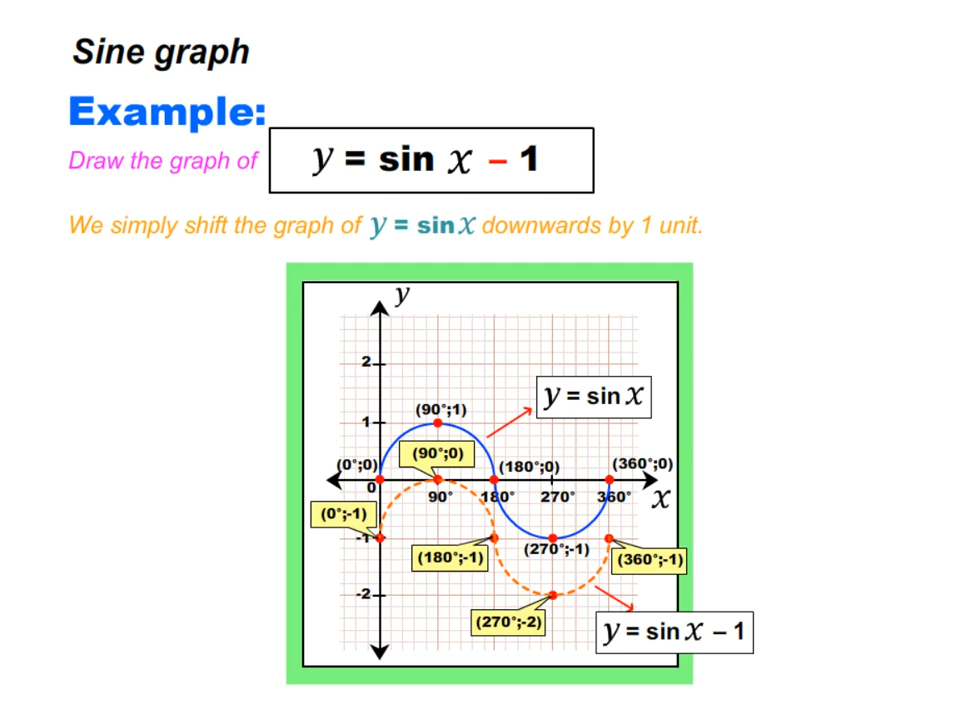 Sine graph
Example:
Draw the graph of y = sin x – 1
We simply shift the graph of y = sin x downwards by 1 unit.
y
2
y = sin x
(90°;1)
1
(90°;0)
(0°;0)
(180°;0)
(360°;0)
0
90°
180°
270°
360°
x
(0°;-1)
-1
(180°;-1)
(270°;-1)
(360°;-1)
-2
(270°;-2)
y = sin x – 1